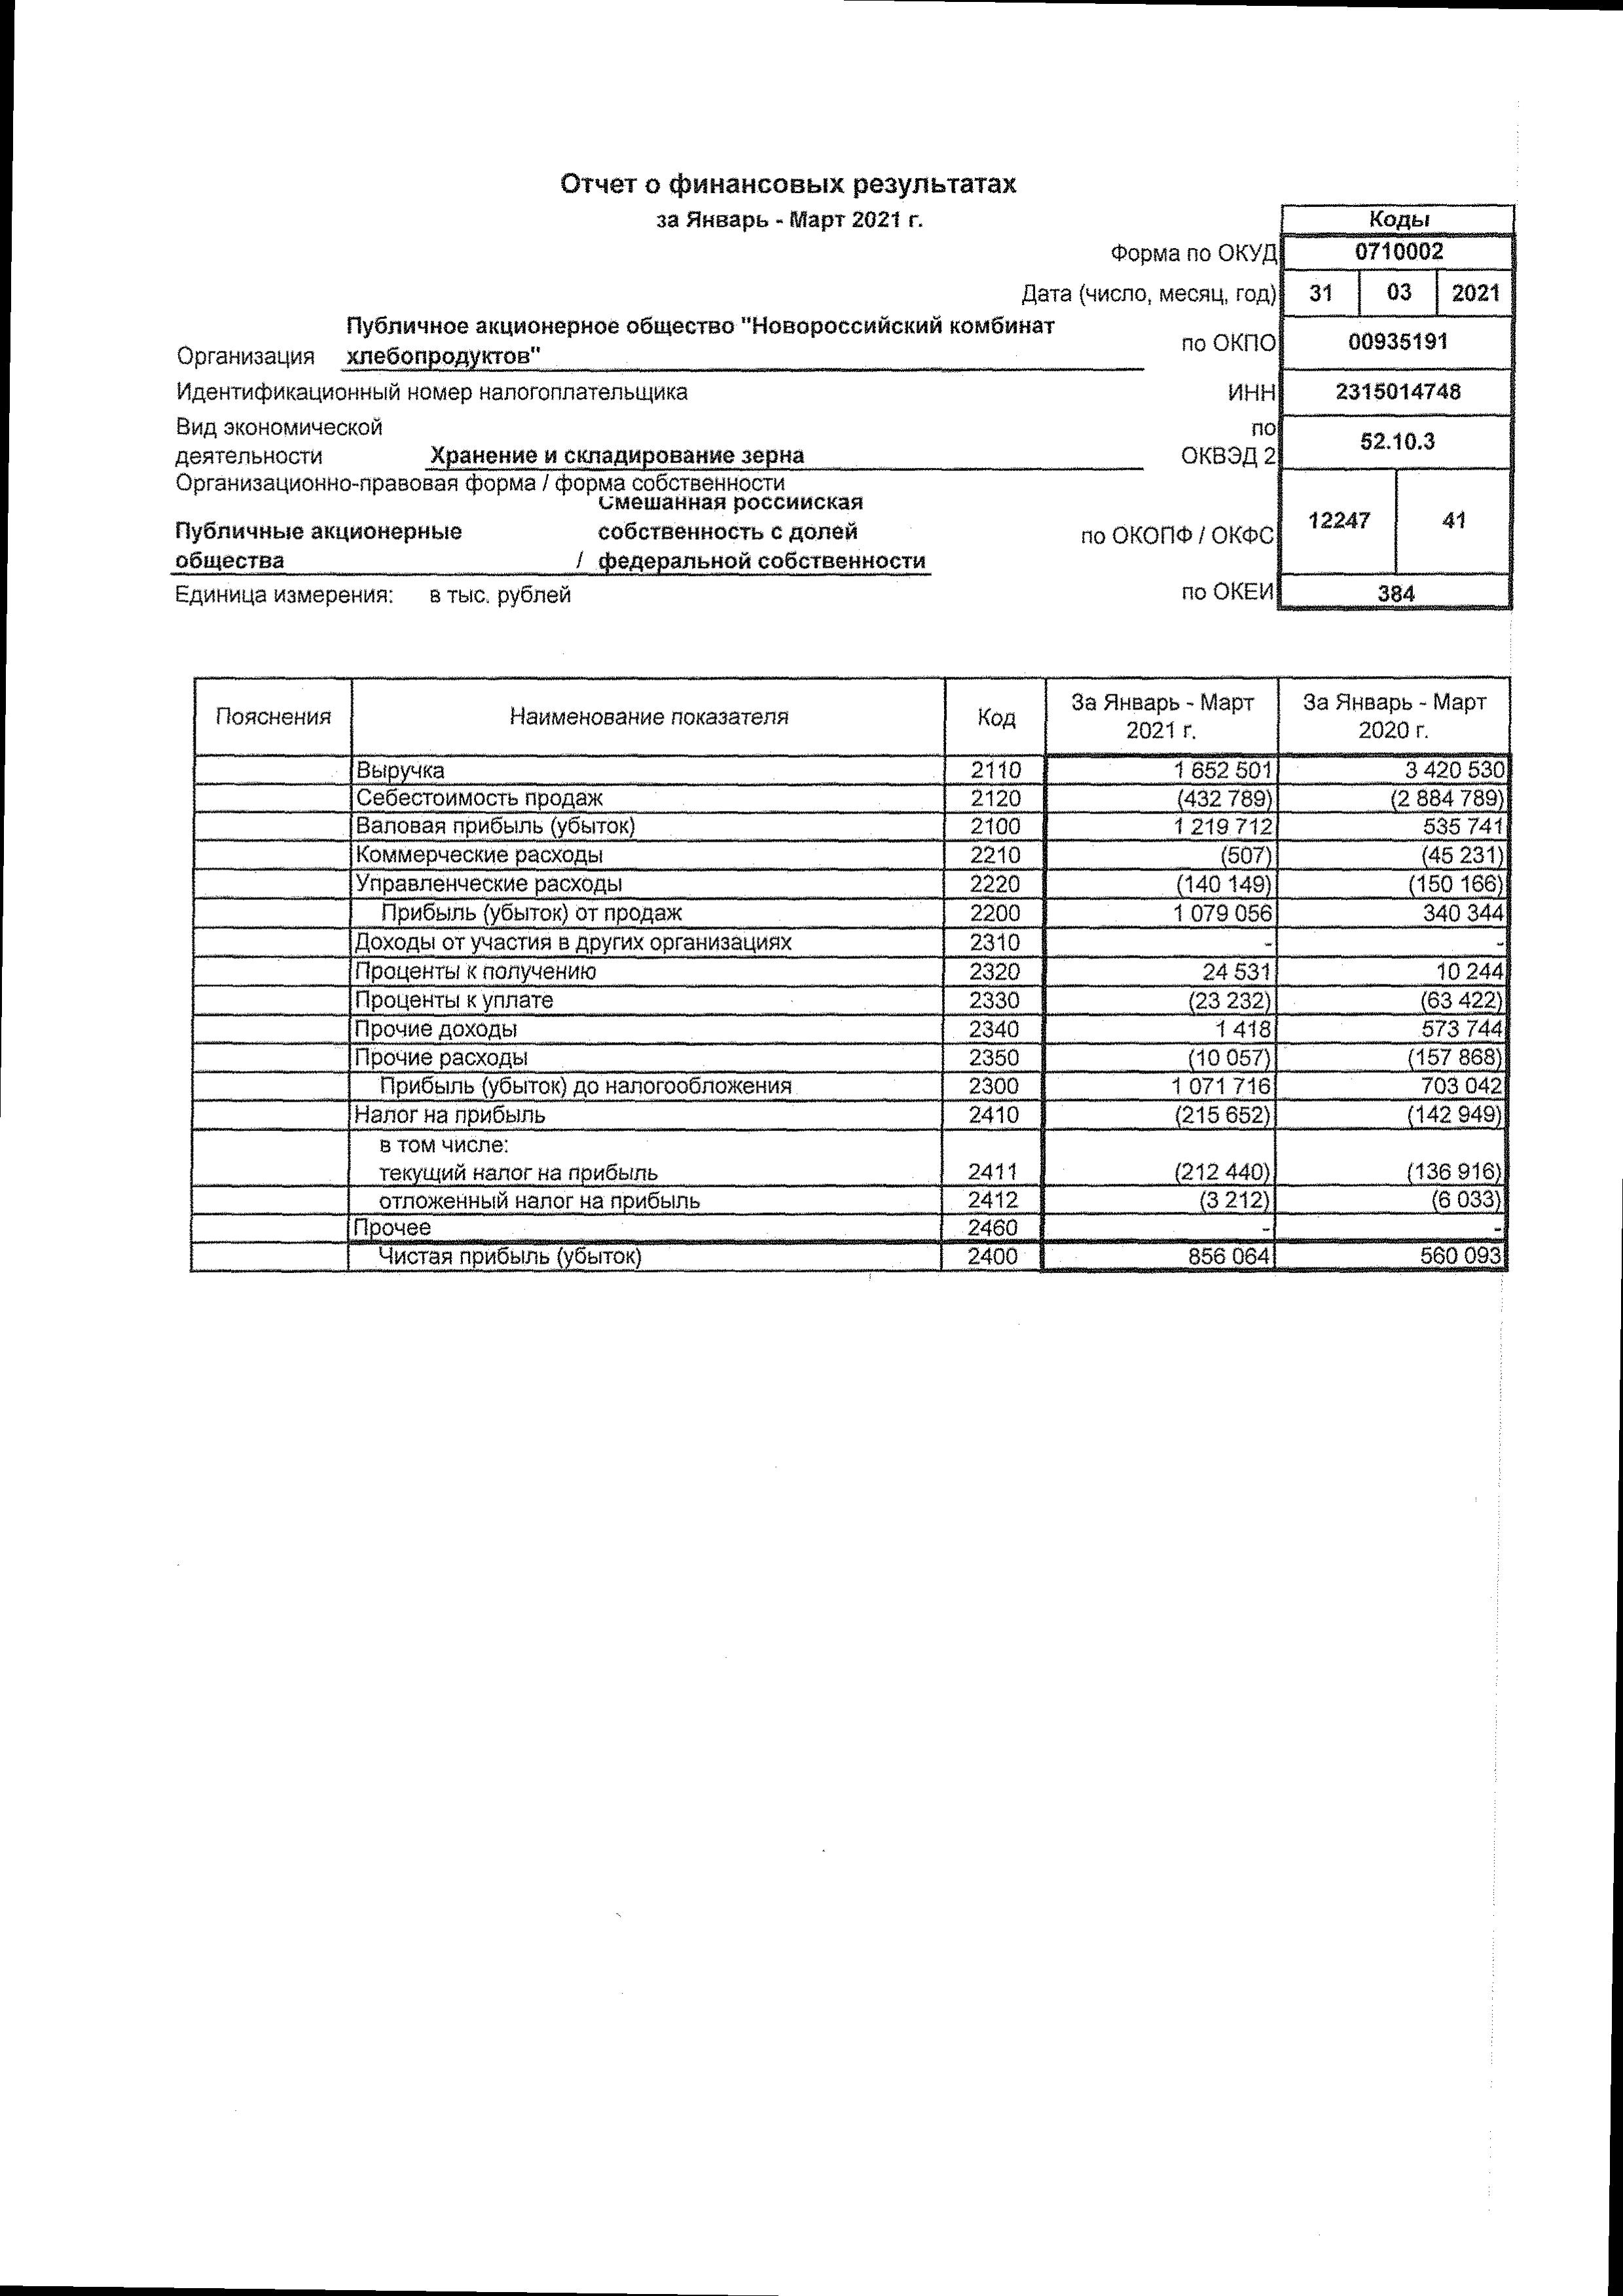 Отчет о финансовых результатах
за Январь - Март 2021 г.
Коды
Форма по ОКУД 0710002
Дата (число, месяц, год) 31 03 2021
Публичное акционерное общество "Новороссийский комбинат
Организация хлебопродуктов" по ОКПО 00935191
Идентификационный номер налогоплательщика ИНН 2315014748
Вид экономической по
деятельности Хранение и складирование зерна ОКВЭД 2 52.10.3
Организационно-правовая форма / форма собственности
Смешанная российская
Публичные акционерные собственность с долей по ОКОПФ / ОКФС 12247 41
общества / федеральной собственности
Единица измерения: в тыс. рублей по ОКЕИ 384
Пояснения Наименование показателя Код За Январь - Март 2021 г. За Январь - Март 2020 г.
Выручка 2110 1 652 501 3 420 530
Себестоимость продаж 2120 (432 789) (2 884 789)
Валовая прибыль (убыток) 2100 1 219 712 535 741
Коммерческие расходы 2210 (507) (45 231)
Управленческие расходы 2220 (140 149) (150 166)
Прибыль (убыток) от продаж 2200 1 079 056 340 344
Доходы от участия в других организациях 2310 - -
Проценты к получению 2320 24 531 10 244
Проценты к уплате 2330 (23 232) (63 422)
Прочие доходы 2340 1 418 573 744
Прочие расходы 2350 (10 057) (157 868)
Прибыль (убыток) до налогообложения 2300 1 071 716 703 042
Налог на прибыль 2410 (215 652) (142 949)
в том числе:
текущий налог на прибыль 2411 (212 440) (136 916)
отложенный налог на прибыль 2412 (3 212) (6 033)
Прочее 2460 - -
Чистая прибыль (убыток) 2400 856 064 560 093